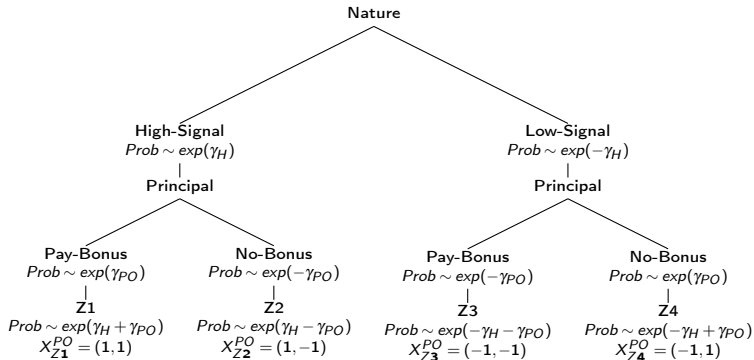 Nature
High-Signal
Low-Signal
Prob ∼ exp(γ_H)
Prob ∼ exp(−γ_H)
Principal
Principal
Pay-Bonus
No-Bonus
Pay-Bonus
No-Bonus
Prob ∼ exp(γ_PO)
Prob ∼ exp(−γ_PO)
Prob ∼ exp(−γ_PO)
Prob ∼ exp(γ_PO)
Z1
Z2
Z3
Z4
Prob ∼ exp(γ_H + γ_PO)
Prob ∼ exp(γ_H − γ_PO)
Prob ∼ exp(−γ_H − γ_PO)
Prob ∼ exp(−γ_H + γ_PO)
X^PO_Z1 = (1, 1)
X^PO_Z2 = (1, −1)
X^PO_Z3 = (−1, −1)
X^PO_Z4 = (−1, 1)